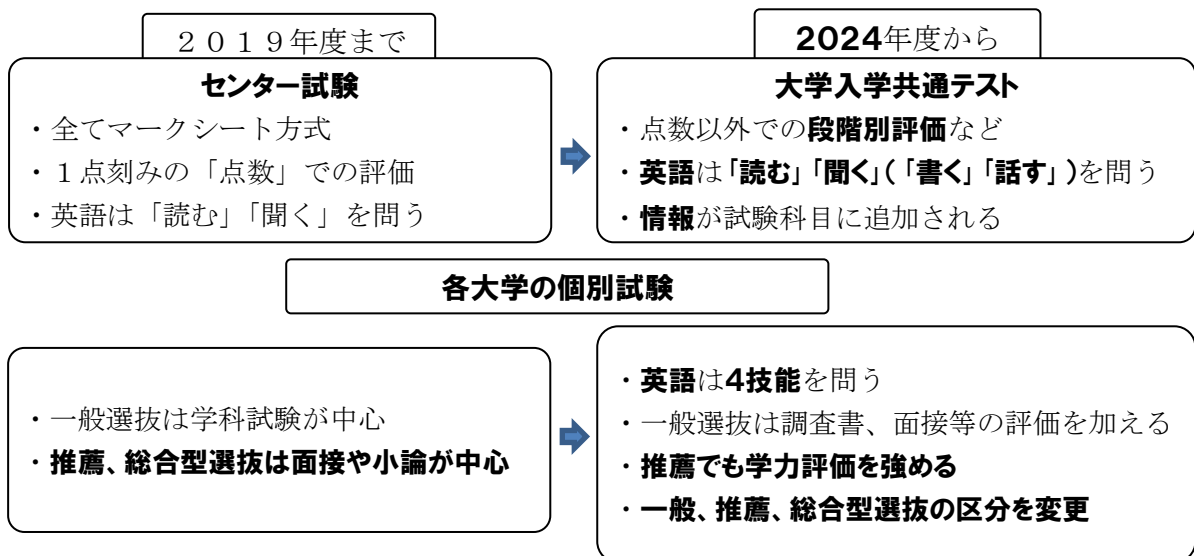 ２０１９年度まで
センター試験
・全てマークシート方式
・１点刻みの「点数」での評価
・英語は「読む」「聞く」を問う
2024年度から
大学入学共通テスト
・点数以外での段階別評価など
・英語は「読む」「聞く」（「書く」「話す」）を問う
・情報が試験科目に追加される
各大学の個別試験
・一般選抜は学科試験が中心
・推薦、総合型選抜は面接や小論が中心
・英語は4技能を問う
・一般選抜は調査書、面接等の評価を加える
・推薦でも学力評価を強める
・一般、推薦、総合型選抜の区分を変更